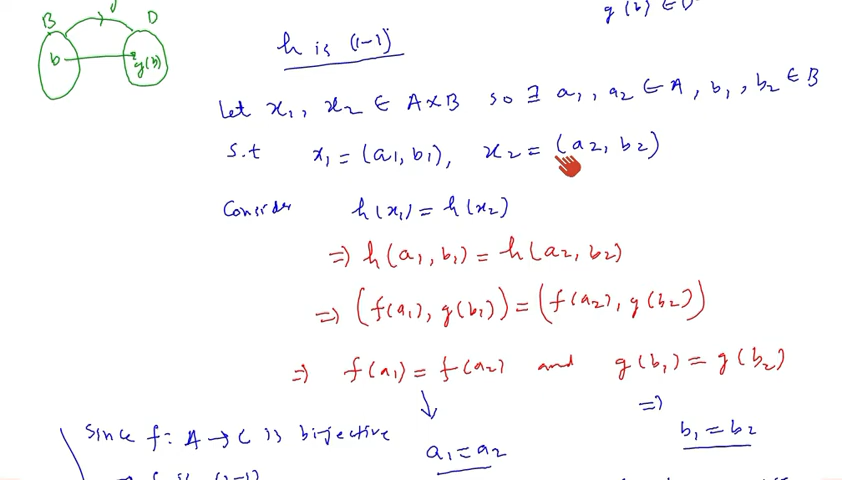 g(b) ∈ D
B
D
b
g(b)
h is (1-1)
Let x₁, x₂ ∈ A×B so ∃ a₁, a₂ ∈ A, b₁, b₂ ∈ B
s.t x₁ = (a₁, b₁), x₂ = (a₂, b₂)
Consider h(x₁) = h(x₂)
⇒ h(a₁, b₁) = h(a₂, b₂)
⇒ (f(a₁), g(b₁)) = (f(a₂), g(b₂))
⇒ f(a₁) = f(a₂) and g(b₁) = g(b₂)
⇒
Since f: A → C is bijective
a₁ = a₂
b₁ = b₂